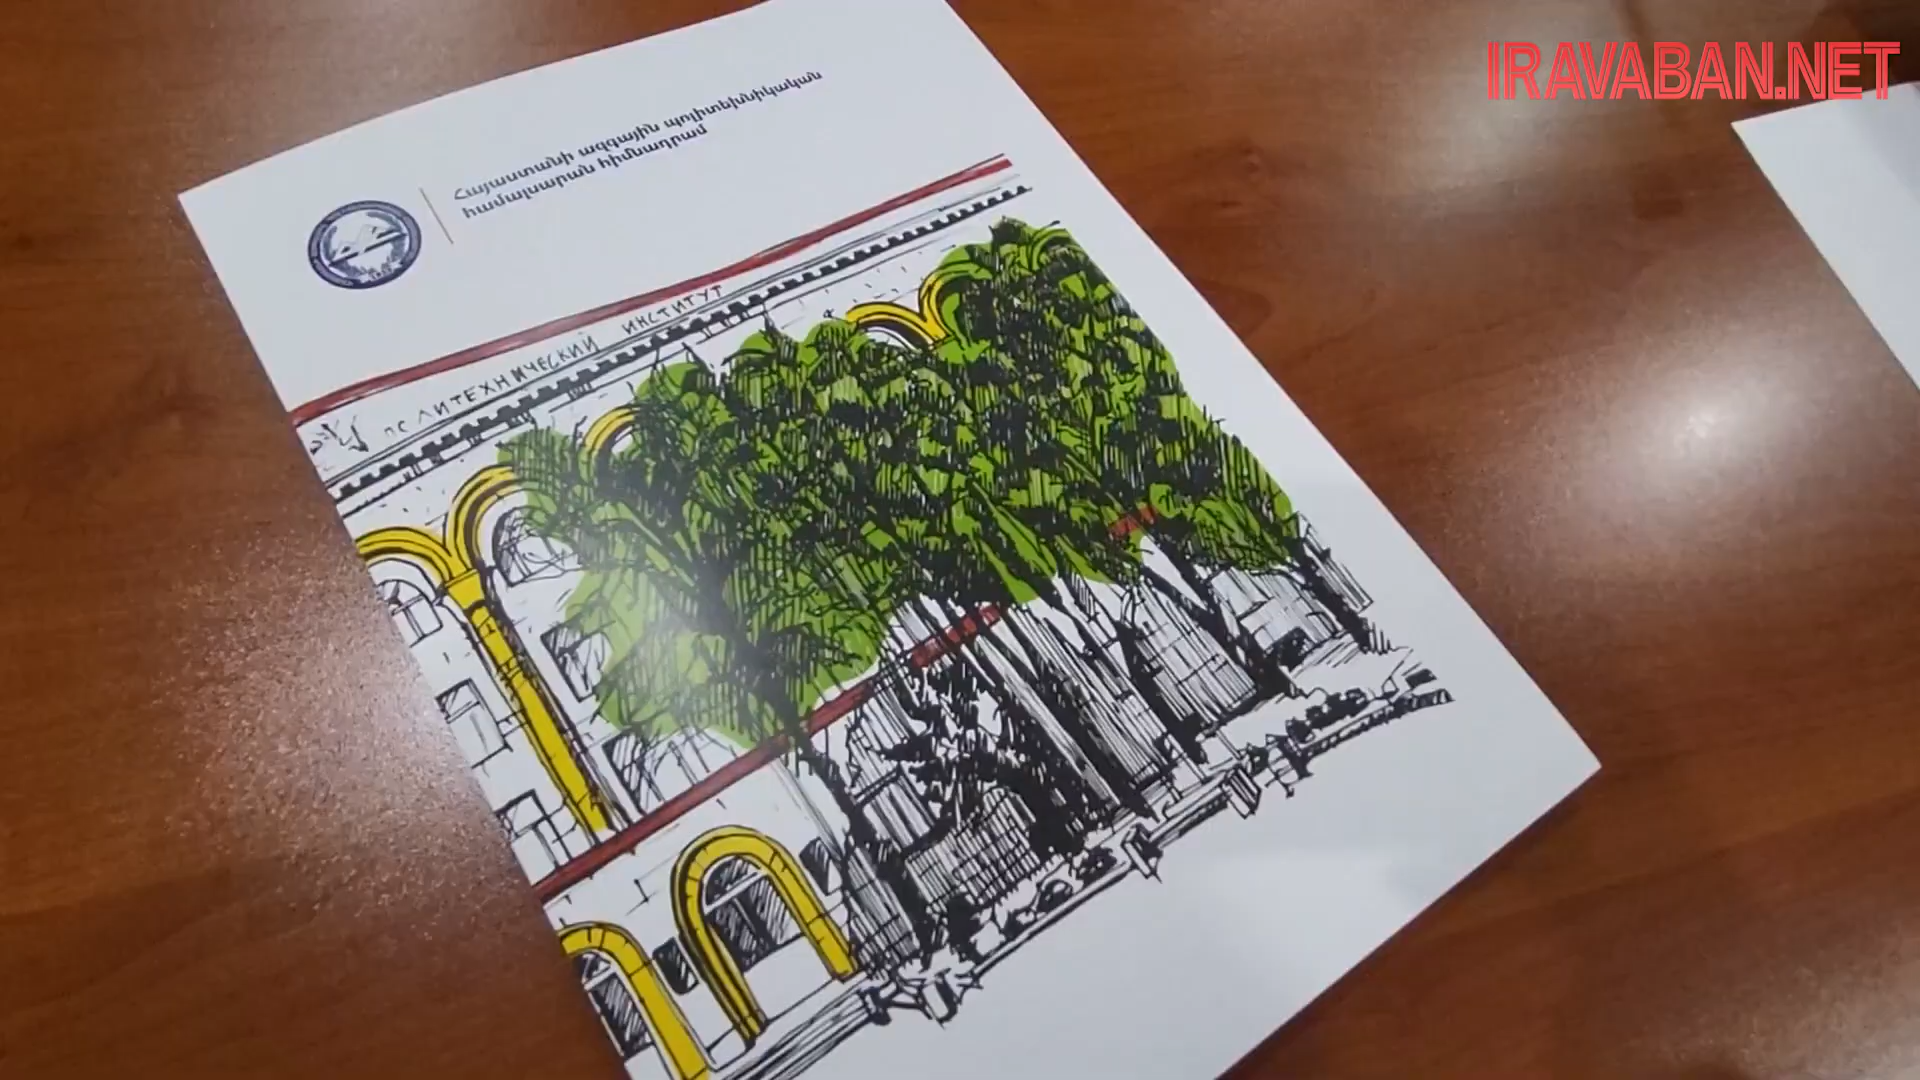 IRAVABAN.NET
Հայաստանի ազգային պոլիտեխնիկական
համալսարան հիմնադրամ
ПОЛИТЕХНИЧЕСКИЙ ИНСТИТУТ